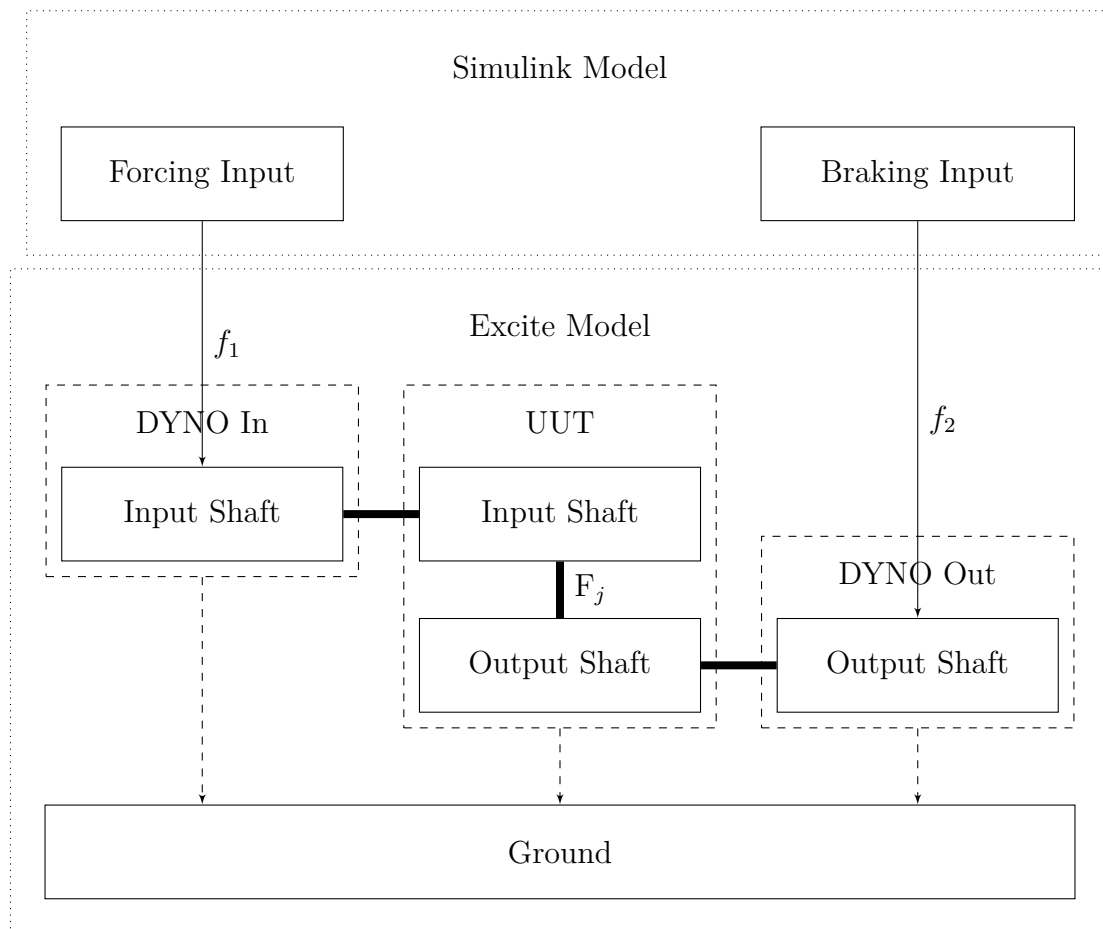 Simulink Model
Forcing Input
Braking Input
Excite Model
f₁
DYNO In
UUT
f₂
Input Shaft
Input Shaft
DYNO Out
Fⱼ
Output Shaft
Output Shaft
Ground